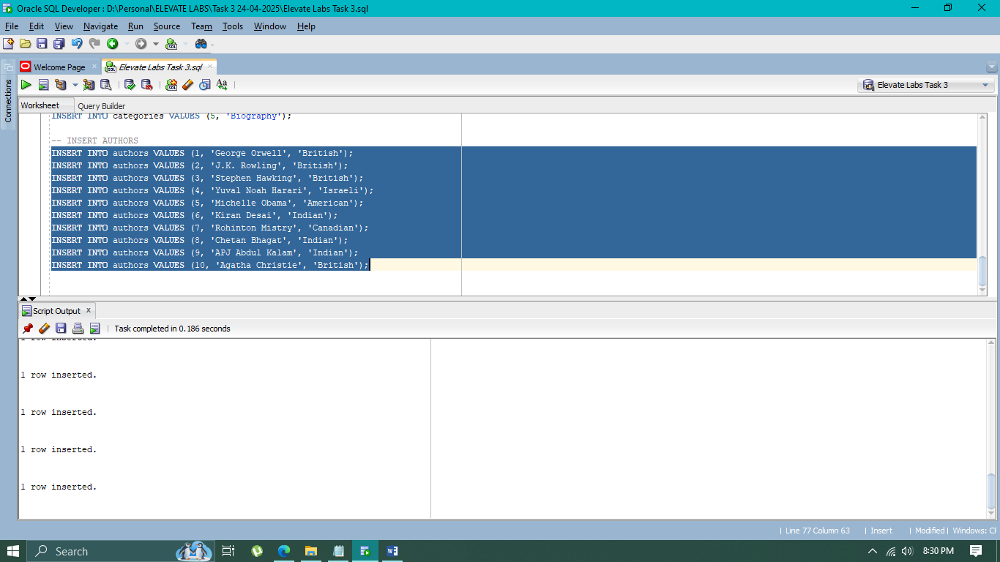 Oracle SQL Developer : D:\Personal\ELEVATE LABS\Task 3 24-04-2025\Elevate Labs Task 3.sql
File Edit View Navigate Run Source Team Tools Window Help
Welcome Page Elevate Labs Task 3.sql
Connections
Elevate Labs Task 3
Worksheet Query Builder
INSERT INTO categories VALUES (5, 'Biography');
-- INSERT AUTHORS
INSERT INTO authors VALUES (1, 'George Orwell', 'British');
INSERT INTO authors VALUES (2, 'J.K. Rowling', 'British');
INSERT INTO authors VALUES (3, 'Stephen Hawking', 'British');
INSERT INTO authors VALUES (4, 'Yuval Noah Harari', 'Israeli');
INSERT INTO authors VALUES (5, 'Michelle Obama', 'American');
INSERT INTO authors VALUES (6, 'Kiran Desai', 'Indian');
INSERT INTO authors VALUES (7, 'Rohinton Mistry', 'Canadian');
INSERT INTO authors VALUES (8, 'Chetan Bhagat', 'Indian');
INSERT INTO authors VALUES (9, 'APJ Abdul Kalam', 'Indian');
INSERT INTO authors VALUES (10, 'Agatha Christie', 'British');
Script Output
Task completed in 0.186 seconds
1 row inserted.
1 row inserted.
1 row inserted.
1 row inserted.
1 row inserted.
Line 77 Column 63 | Insert | Modified | Windows: CF
Search
8:30 PM